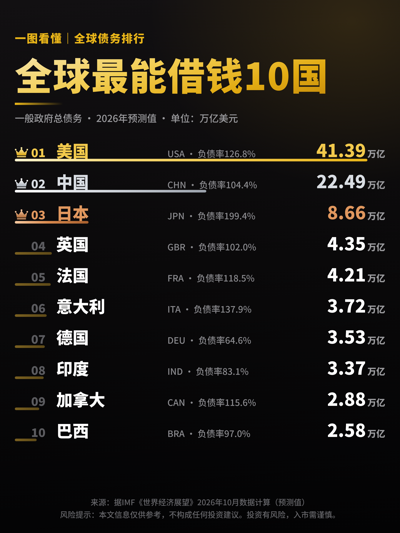 一图看懂｜全球债务排行
全球最能借钱10国
一般政府总债务 · 2026年预测值 · 单位：万亿美元
01 美国 USA · 负债率126.8% 41.39万亿
02 中国 CHN · 负债率104.4% 22.49万亿
03 日本 JPN · 负债率199.4% 8.66万亿
04 英国 GBR · 负债率102.0% 4.35万亿
05 法国 FRA · 负债率118.5% 4.21万亿
06 意大利 ITA · 负债率137.9% 3.72万亿
07 德国 DEU · 负债率64.6% 3.53万亿
08 印度 IND · 负债率83.1% 3.37万亿
09 加拿大 CAN · 负债率115.6% 2.88万亿
10 巴西 BRA · 负债率97.0% 2.58万亿
来源：据IMF《世界经济展望》2026年10月数据计算（预测值）
风险提示：本文信息仅供参考，不构成任何投资建议。投资有风险，入市需谨慎。